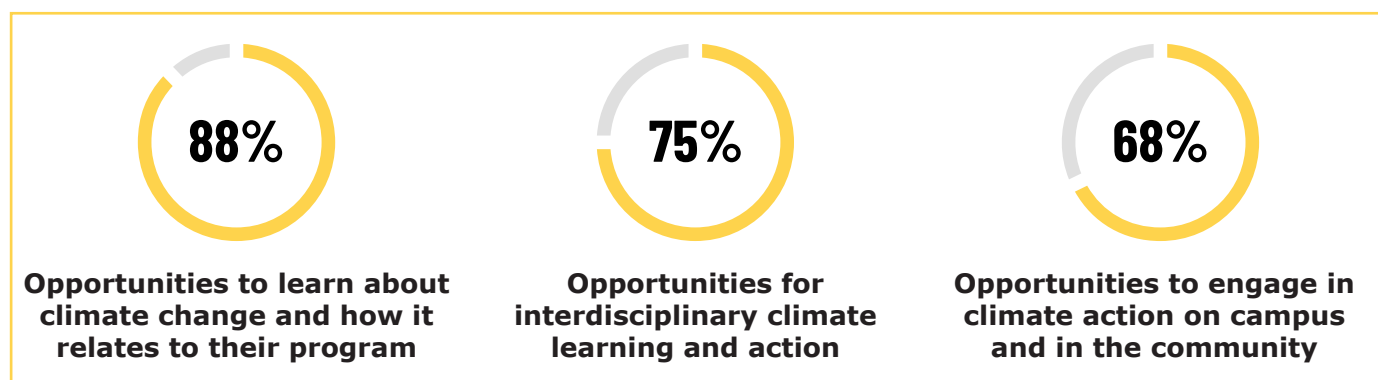 88%
Opportunities to learn about
climate change and how it
relates to their program
75%
Opportunities for
interdisciplinary climate
learning and action
68%
Opportunities to engage in
climate action on campus
and in the community